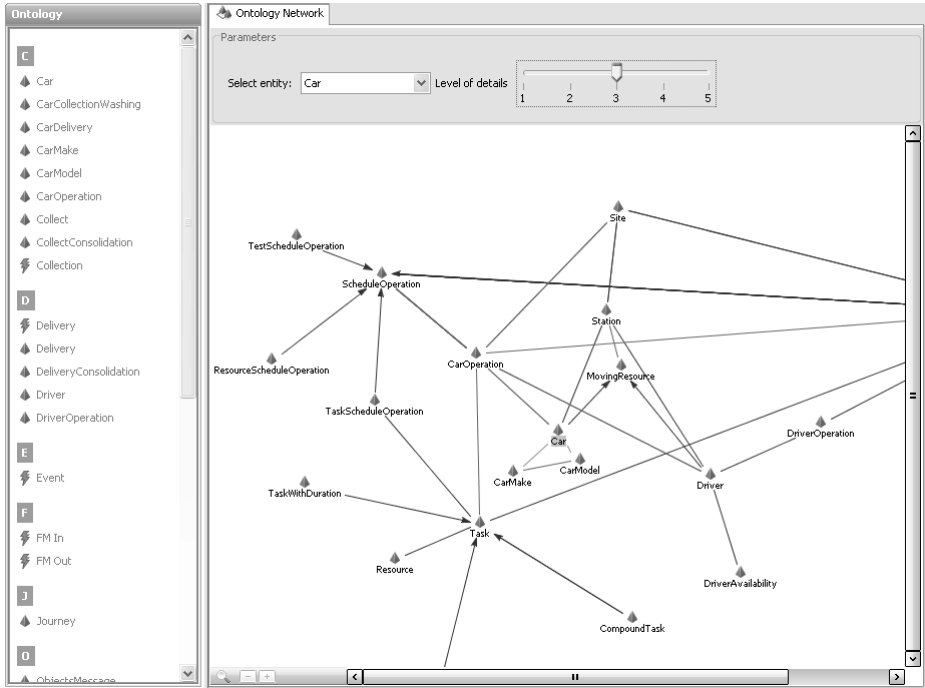 Ontology
C
Car
CarCollectionWashing
CarDelivery
CarMake
CarModel
CarOperation
Collect
CollectConsolidation
Collection
D
Delivery
Delivery
DeliveryConsolidation
Driver
DriverOperation
E
Event
F
FM In
FM Out
J
Journey
O
ObjectsMessage
Ontology Network
Parameters
Select entity: Car Level of details
1 2 3 4 5
Site
TestScheduleOperation
ScheduleOperation
Station
CarOperation
ResourceScheduleOperation
MovingResource
TaskScheduleOperation
DriverOperation
Car
CarModel
CarMake
Driver
TaskWithDuration
Task
Resource
DriverAvailability
CompoundTask